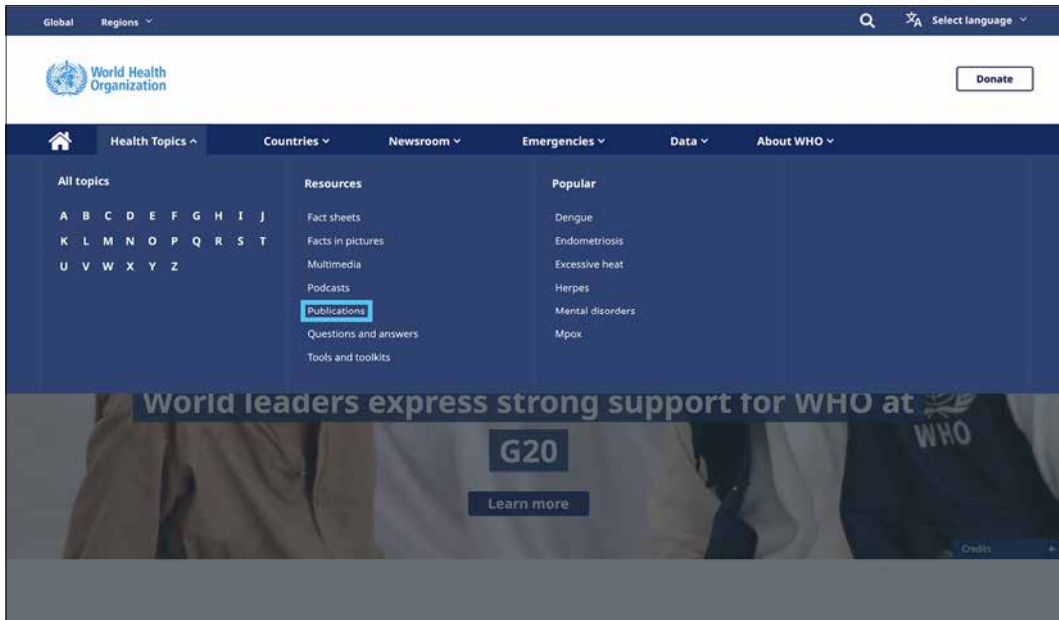 Global Regions
Select language
World Health
Organization
Donate
Health Topics Countries Newsroom Emergencies Data About WHO
All topics
A B C D E F G H I J
K L M N O P Q R S T
U V W X Y Z
Resources
Fact sheets
Facts in pictures
Multimedia
Podcasts
Publications
Questions and answers
Tools and toolkits
Popular
Dengue
Endometriosis
Excessive heat
Herpes
Mental disorders
Mpox
World leaders express strong support for WHO at
G20
WHO
Learn more
Credits +